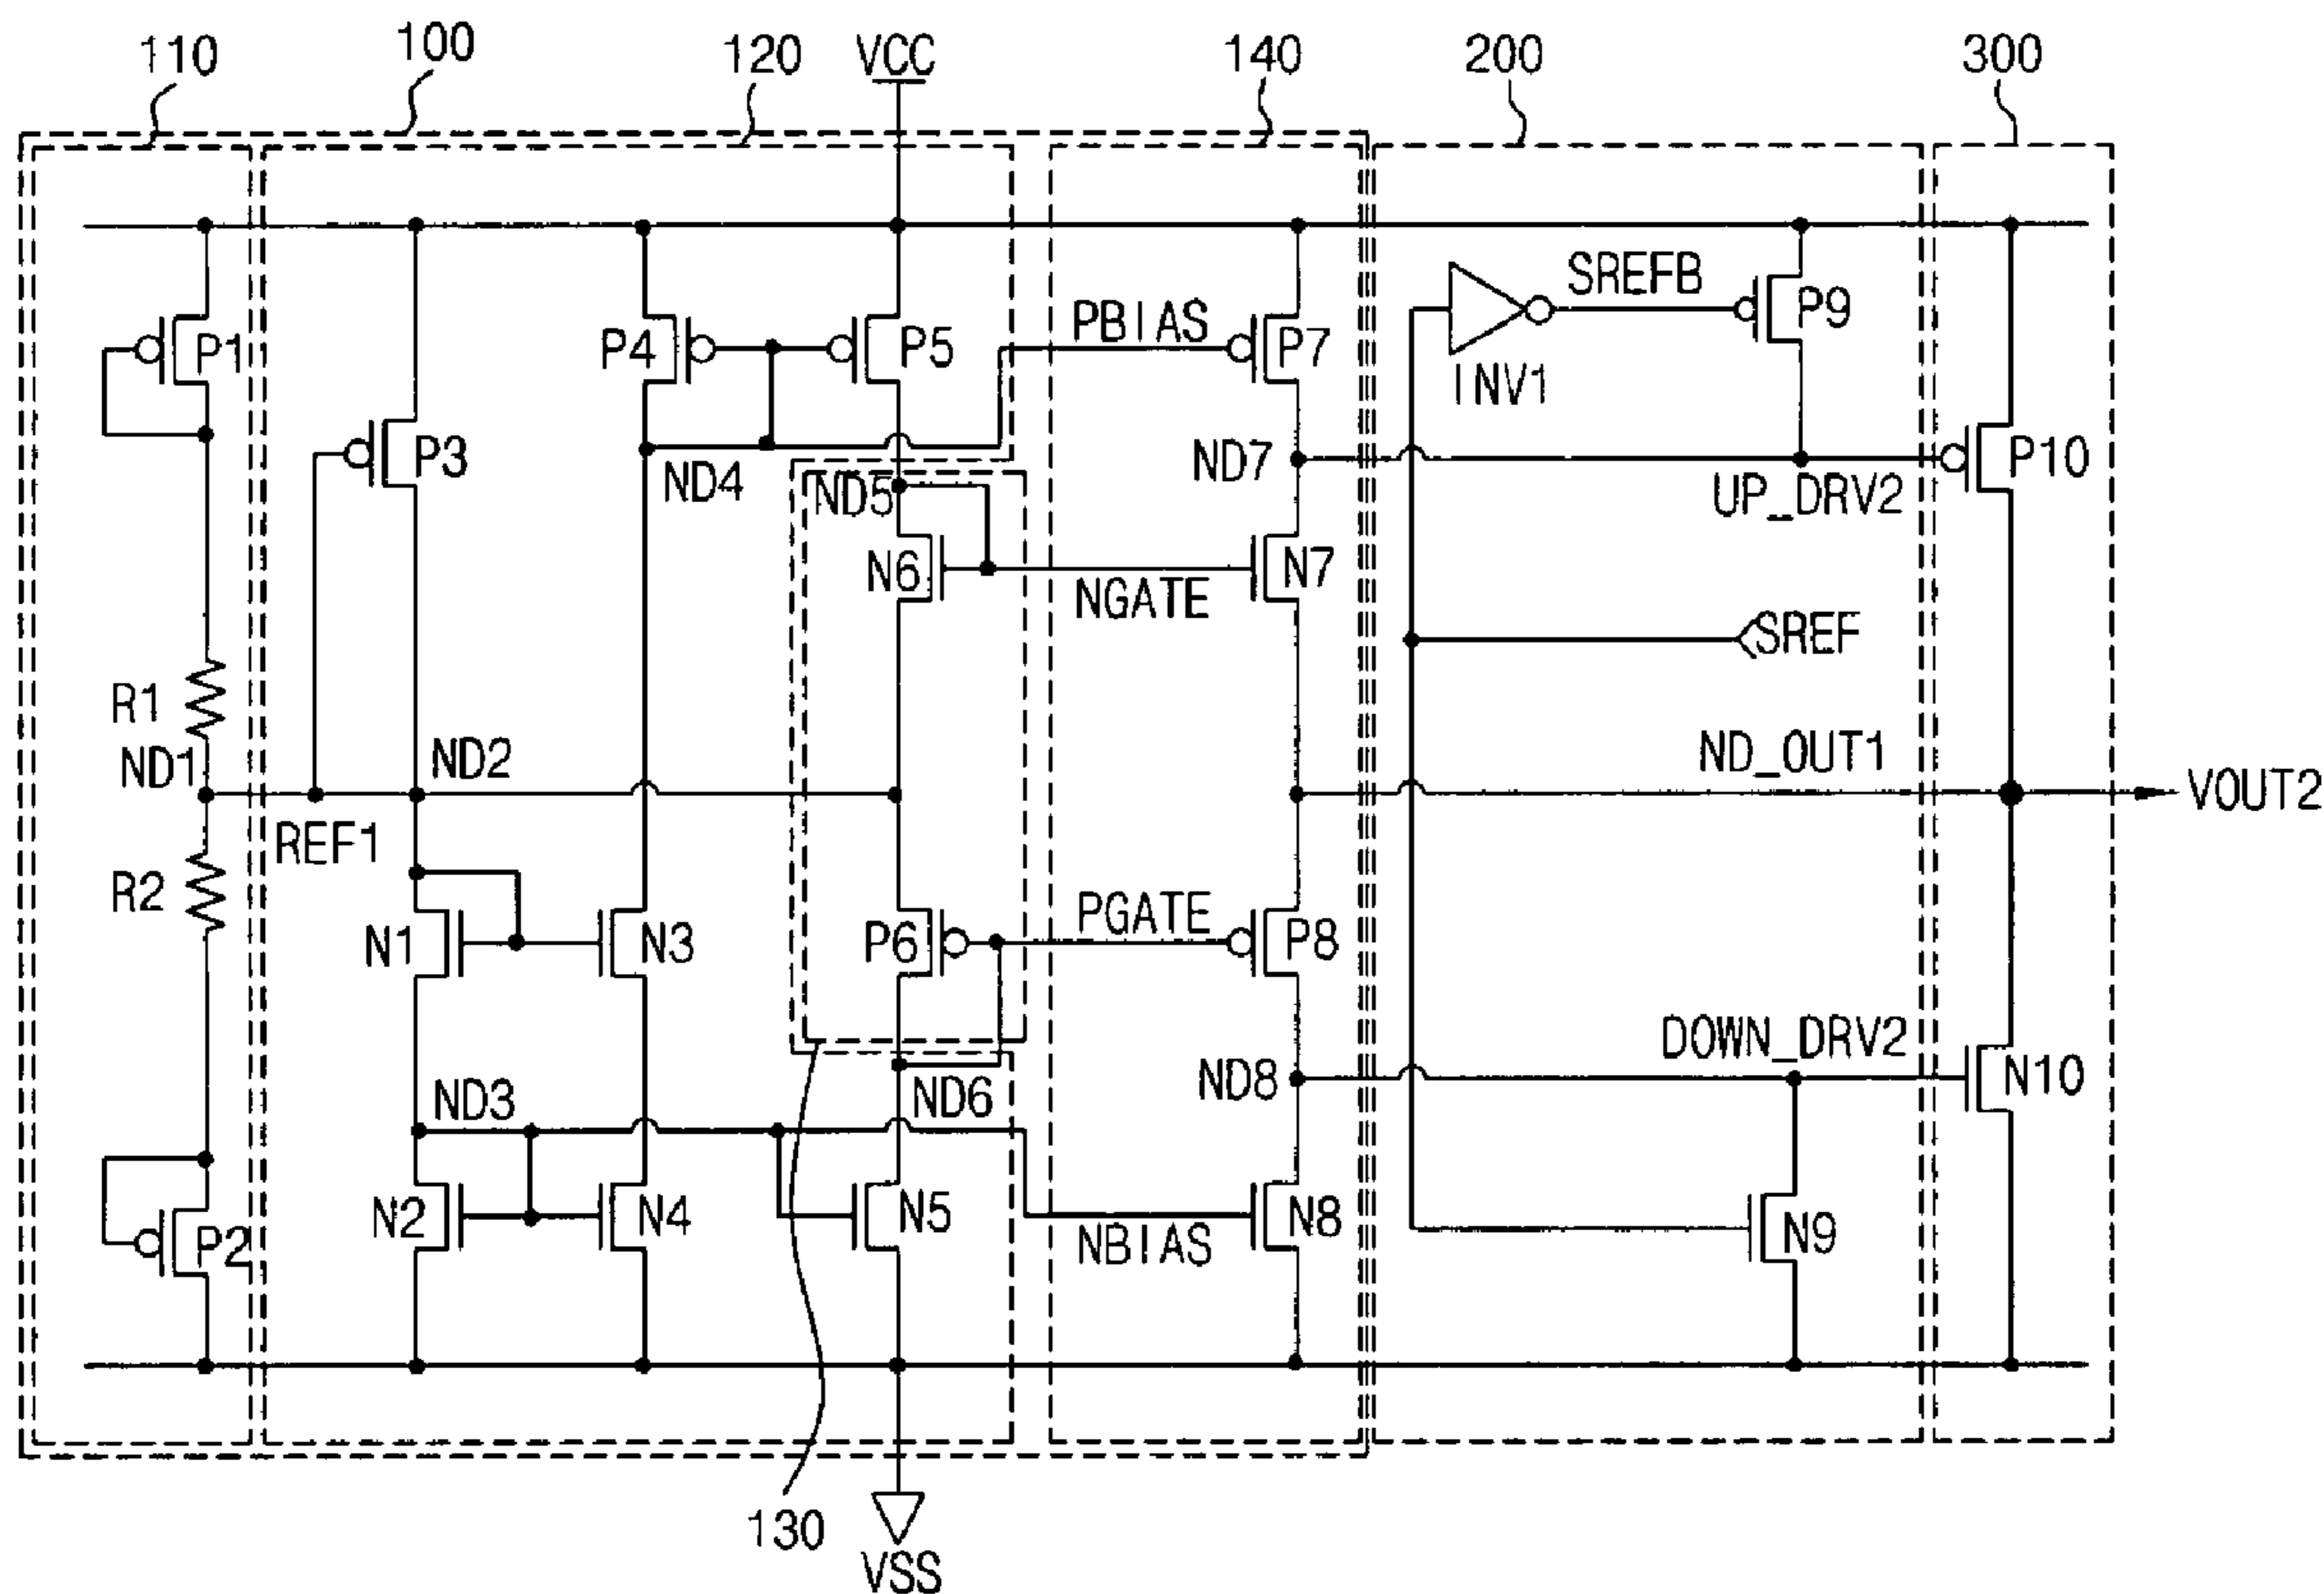 110
100
120
VCC
140
200
300
SREFB
PBIAS
P9
P1
P4
P5
P7
INV1
P3
ND7
P10
ND4
ND5
UP_DRV2
N6
N7
NGATE
SREF
R1
ND1
ND2
ND_OUT1
VOUT2
REF1
R2
PGATE
N1
N3
P6
P8
DOWN_DRV2
ND3
ND6
ND8
N10
N2
N4
N5
N8
N9
P2
NBIAS
130
VSS